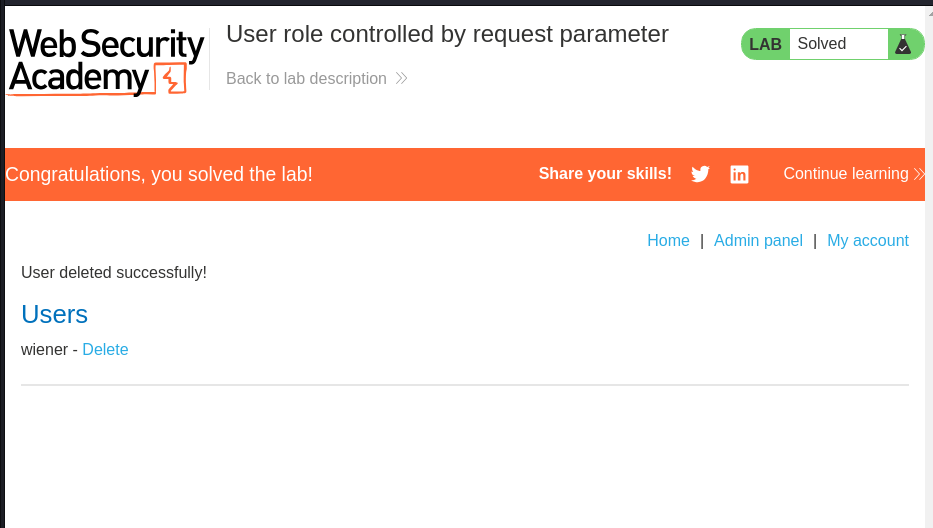 Web Security
Academy
User role controlled by request parameter
Back to lab description
LAB Solved
Congratulations, you solved the lab!
Share your skills!
Continue learning
Home | Admin panel | My account
User deleted successfully!
Users
wiener - Delete